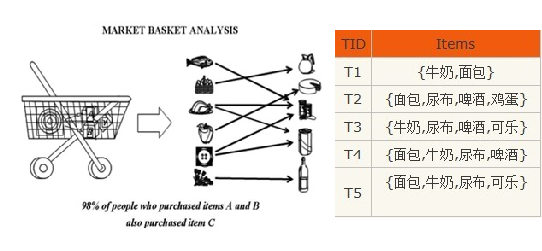 MARKET BASKET ANALYSIS
98% of people who purchased items A and B
also purchased item C
TID Items
T1 {牛奶,面包}
T2 {面包,尿布,啤酒,鸡蛋}
T3 {牛奶,尿布,啤酒,可乐}
T4 {面包,牛奶,尿布,啤酒}
T5 {面包,牛奶,尿布,可乐}